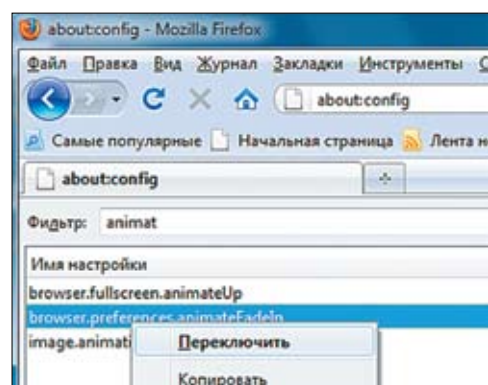 about:config - Mozilla Firefox
Файл Правка Вид Журнал Закладки Инструменты
about:config
Самые популярные Начальная страница Лента
about:config
Фильтр: animat
Имя настройки
browser.fullscreen.animateUp
browser.preferences.animateFadeIn
image.animati
Переключить
Копировать